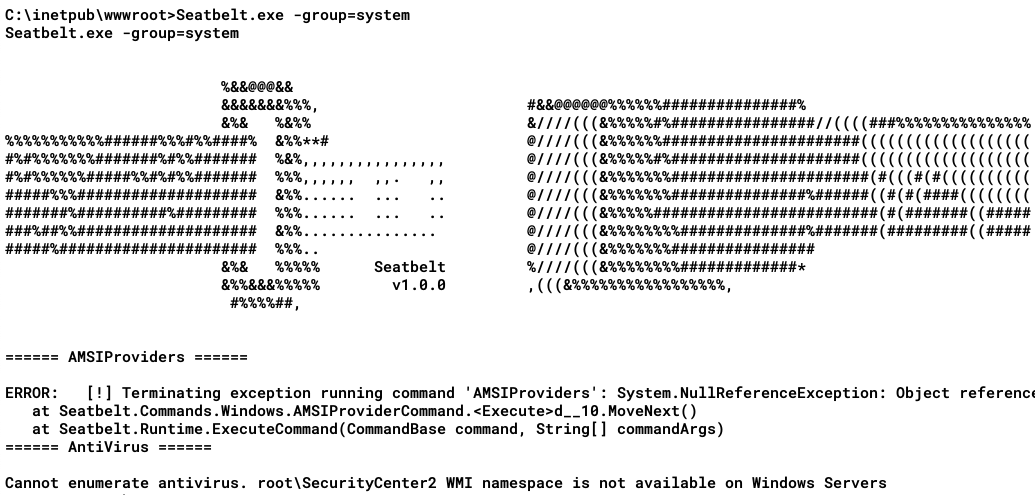 C:\inetpub\wwwroot>Seatbelt.exe -group=system
Seatbelt.exe -group=system
                        %&&@@@&&
                        &&&&&&&%%%,                       #&&@@@@@@%%%%%%###############%
                        &%&   %&%%                        &////(((&%%%%%#%################//((((###%%%%%%%%%%%%%%%
%%%%%%%%%%%######%%%#%%####%  &%%**#                      @////(((&%%%%%%######################(((((((((((((((((((
#%#%%%%%%%#######%#%%#######  %&%,,,,,,,,,,,,,,,,         @////(((&%%%%%#%#####################(((((((((((((((((((
#%#%%%%%%#####%%#%#%%#######  %%%,,,,,,  ,,.   ,,         @////(((&%%%%%%%######################(#(((#(#((((((((((
#####%%%####################  &%%......  ...   ..         @////(((&%%%%%%%###############%######((#(#(####((((((((
#######%##########%#########  %%%......  ...   ..         @////(((&%%%%%#########################(#(#######((#####
###%##%%####################  &%%...............          @////(((&%%%%%%%%##############%#######(#########((#####
#####%######################  %%%..                       @////(((&%%%%%%%################
                        &%&   %%%%%      Seatbelt         %////(((&%%%%%%%%#############*
                        &%%&&&%%%%%        v1.0.0         ,(((&%%%%%%%%%%%%%%%%%,
                         #%%%%##,
====== AMSIProviders ======
ERROR:   [!] Terminating exception running command 'AMSIProviders': System.NullReferenceException: Object reference
   at Seatbelt.Commands.Windows.AMSIProviderCommand.<Execute>d__10.MoveNext()
   at Seatbelt.Runtime.ExecuteCommand(CommandBase command, String[] commandArgs)
====== AntiVirus ======
Cannot enumerate antivirus. root\SecurityCenter2 WMI namespace is not available on Windows Servers